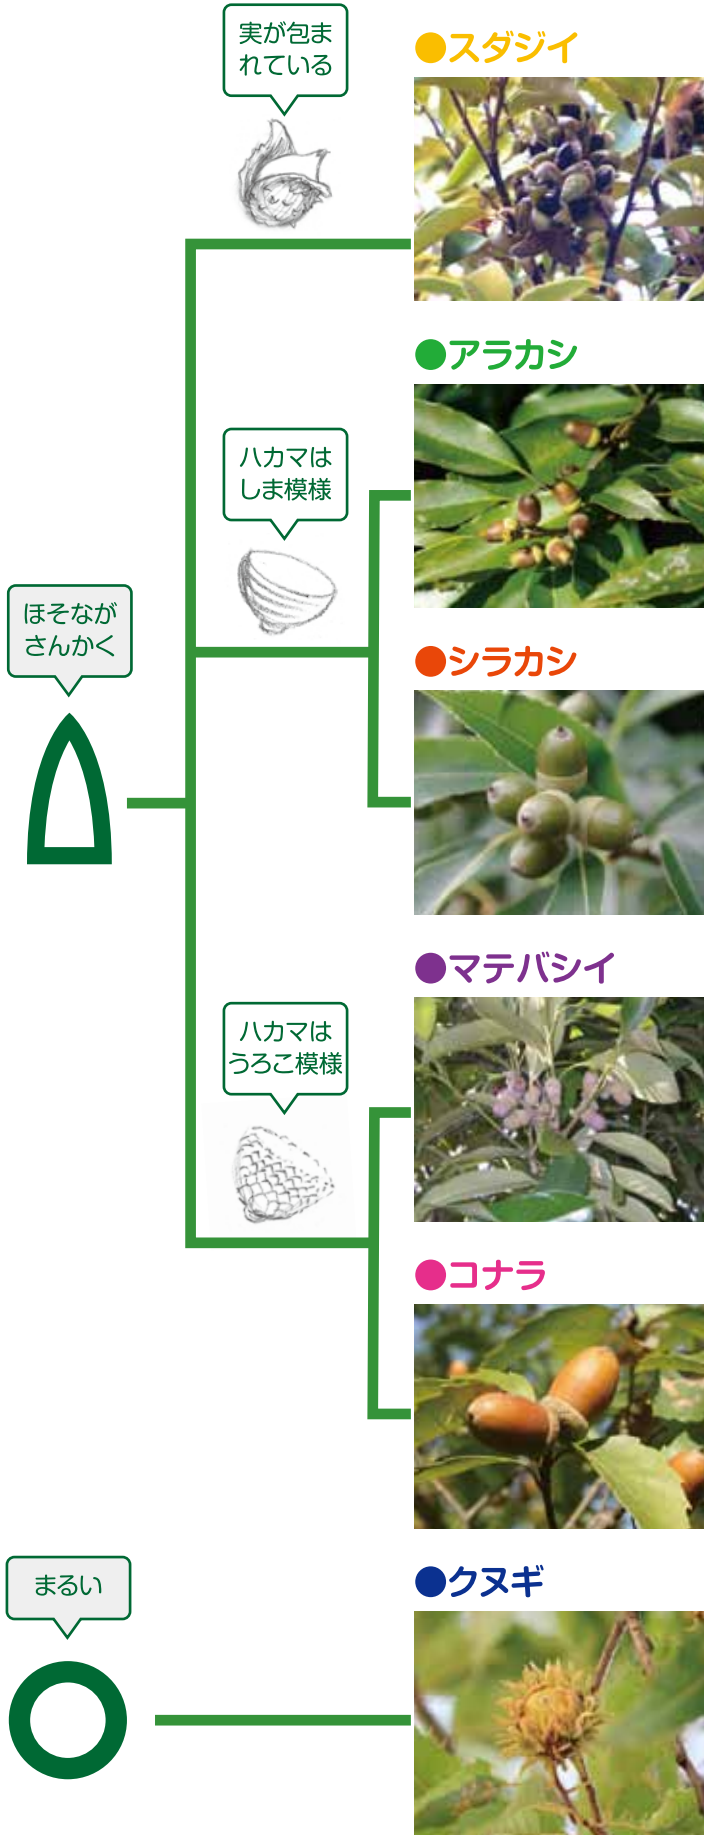 実が包ま
れている
●スダジイ
●アラカシ
ハカマは
しま模様
ほそなが
さんかく
●シラカシ
●マテバシイ
ハカマは
うろこ模様
●コナラ
まるい
●クヌギ